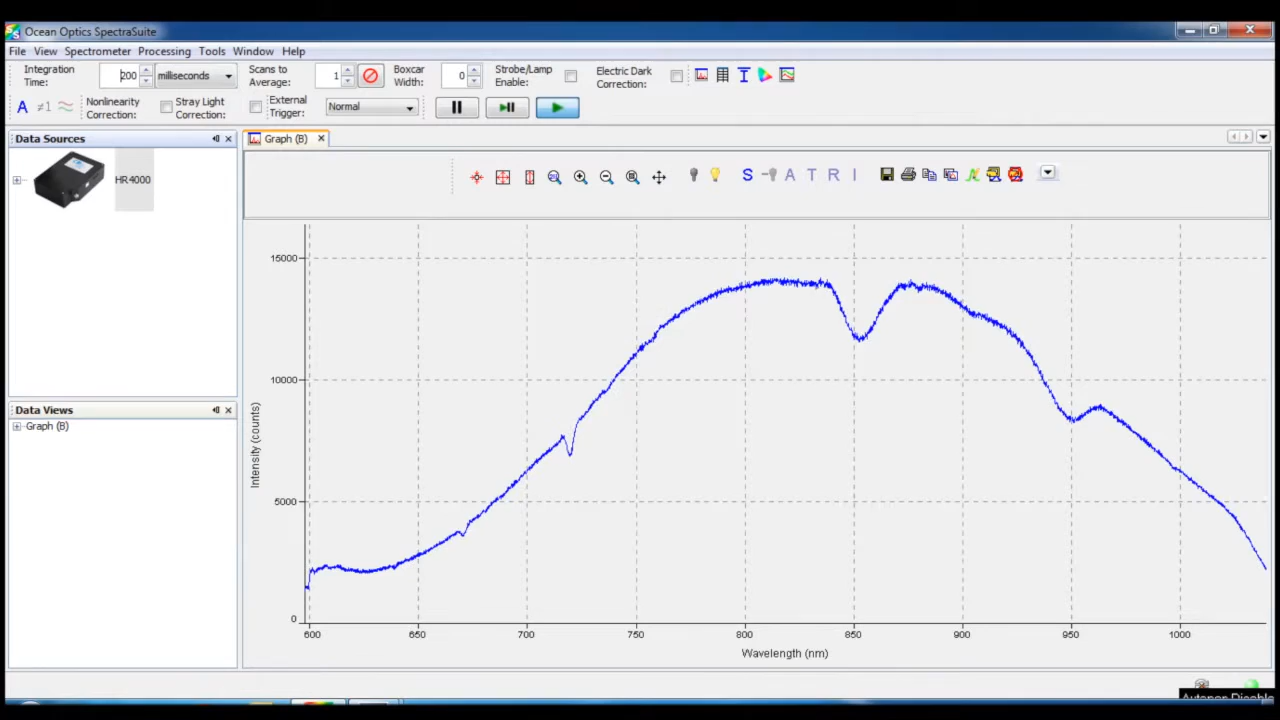 Ocean Optics SpectraSuite
File View Spectrometer Processing Tools Window Help
Integration Time: 200 milliseconds Scans to Average: 1 Boxcar Width: 0 Strobe/Lamp Enable: Electric Dark Correction:
A ≠1 Nonlinearity Correction: Stray Light Correction: External Trigger: Normal
Data Sources
Graph (B)
HR4000
S A T R I
Data Views
Graph (B)
15000
10000
5000
0
Intensity (counts)
600 650 700 750 800 850 900 950 1000
Wavelength (nm)